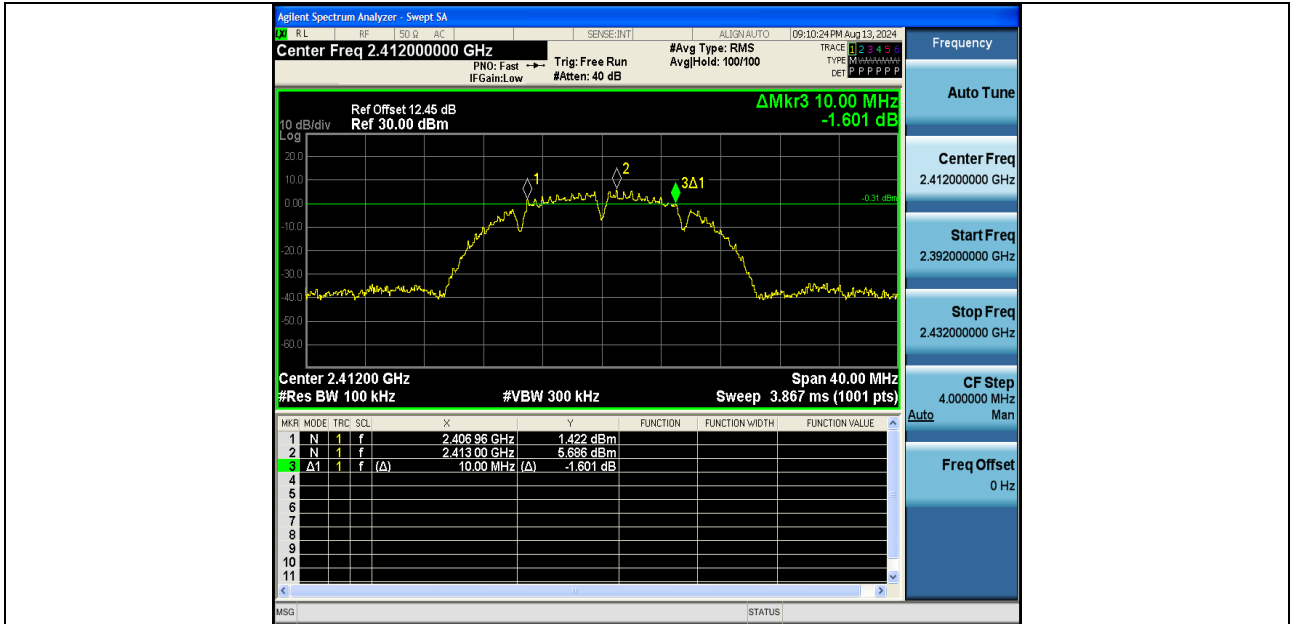 Agilent Spectrum Analyzer - Swept SA
LXI RL RF 50 Ω AC SENSE:INT ALIGN AUTO 09:10:24 PM Aug 13, 2024
Center Freq 2.412000000 GHz
PNO: Fast
IFGain:Low
Trig: Free Run
#Atten: 40 dB
#Avg Type: RMS
Avg|Hold: 100/100
TRACE 1 2 3 4 5 6
TYPE M
DET P P P P P P
Ref Offset 12.45 dB
Ref 30.00 dBm
10 dB/div
Log
ΔMkr3 10.00 MHz
-1.601 dB
20.0
10.0
0.00
-10.0
-20.0
-30.0
-40.0
-50.0
-60.0
1
2
3Δ1
-0.31 dBm
Center 2.41200 GHz Span 40.00 MHz
#Res BW 100 kHz #VBW 300 kHz Sweep 3.867 ms (1001 pts)
MKR MODE TRC SCL X Y FUNCTION FUNCTION WIDTH FUNCTION VALUE
1 N 1 f 2.406 96 GHz 1.422 dBm
2 N 1 f 2.413 00 GHz 5.686 dBm
3 Δ1 1 f (Δ) 10.00 MHz (Δ) -1.601 dB
4
5
6
7
8
9
10
11
MSG STATUS
Frequency
Auto Tune
Center Freq
2.412000000 GHz
Start Freq
2.392000000 GHz
Stop Freq
2.432000000 GHz
CF Step
4.000000 MHz
Auto Man
Freq Offset
0 Hz